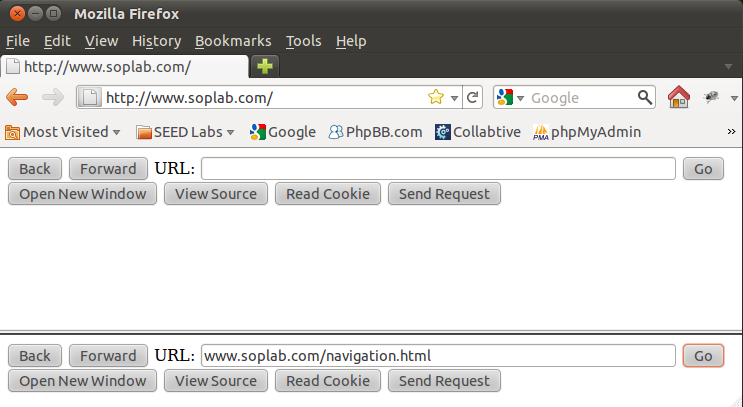 Mozilla Firefox
File Edit View History Bookmarks Tools Help
http://www.soplab.com/
http://www.soplab.com/ Google
Most Visited SEED Labs Google PhpBB.com Collabtive PMA phpMyAdmin »
Back Forward URL: Go
Open New Window View Source Read Cookie Send Request
Back Forward URL: www.soplab.com/navigation.html Go
Open New Window View Source Read Cookie Send Request